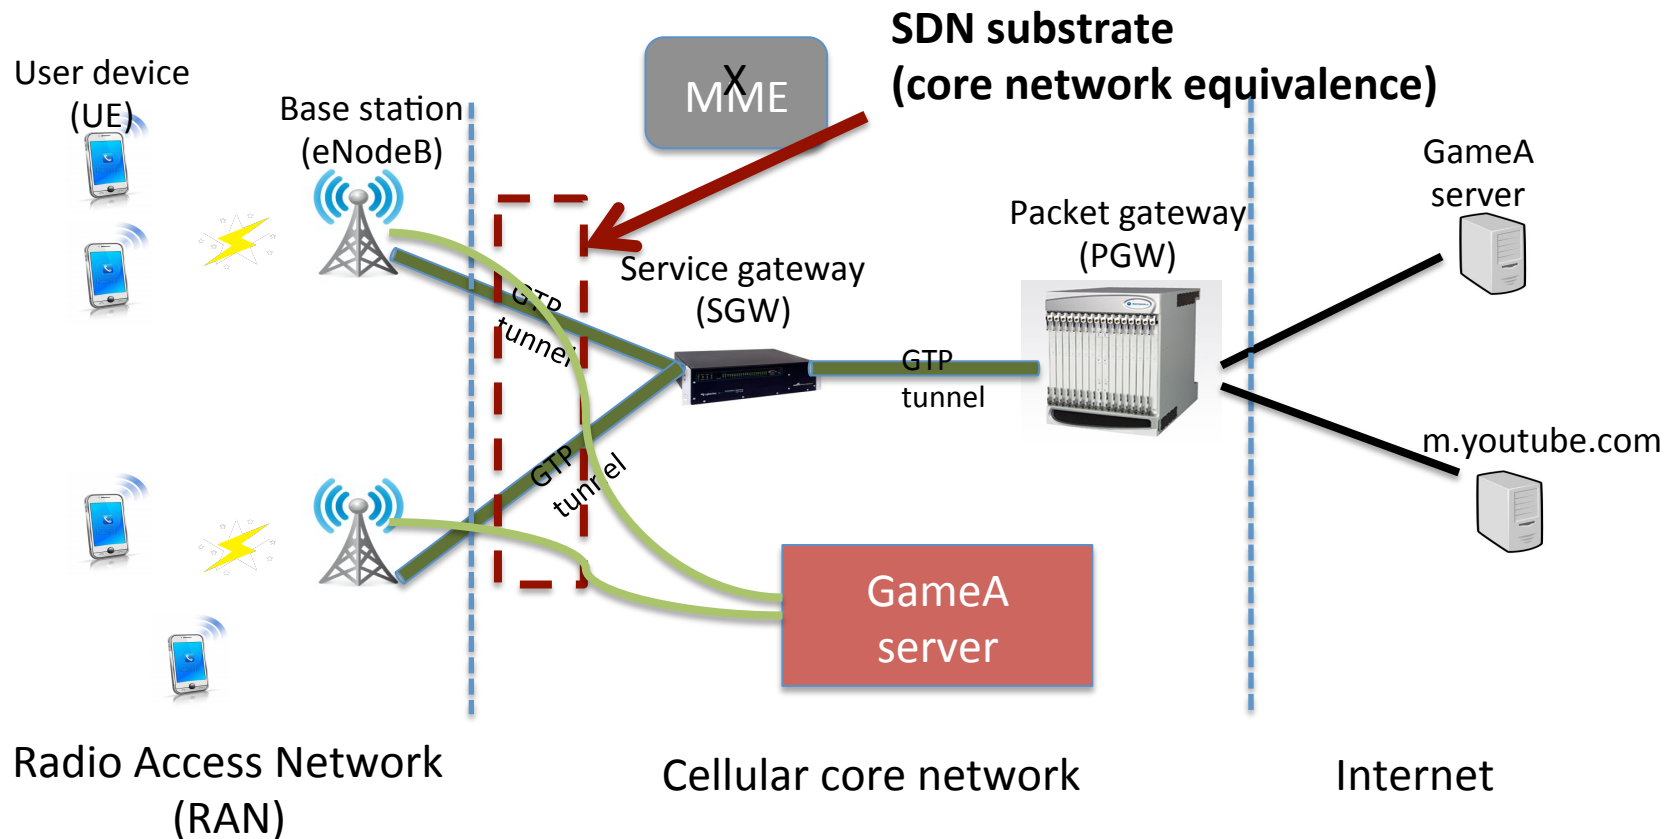 SDN substrate
(core network equivalence)
User device
(UE)
Base station
(eNodeB)
X
MME
GameA
server
Packet gateway
(PGW)
Service gateway
(SGW)
GTP
tunnel
GTP
tunnel
GTP
tunnel
m.youtube.com
GameA
server
Radio Access Network
(RAN)
Cellular core network
Internet